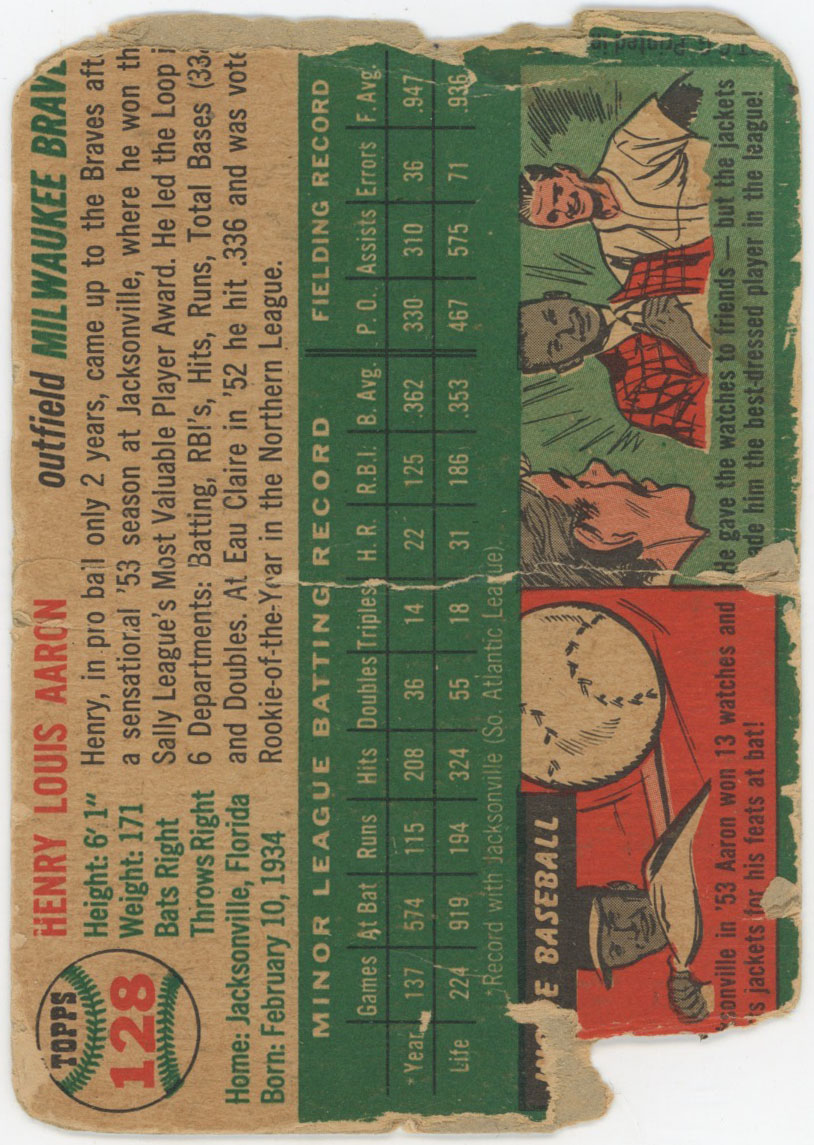 TOPPS
128
HENRY LOUIS AARON
outfield MILWAUKEE BRAVE
Height: 6' 1"
Weight: 171
Bats Right
Throws Right
Home: Jacksonville, Florida
Born: February 10, 1934
Henry, in pro ball only 2 years, came up to the Braves aft
a sensational '53 season at Jacksonville, where he won th
Sally League's Most Valuable Player Award. He led the Loop i
6 Departments: Batting, RBI's, Hits, Runs, Total Bases (33
and Doubles. At Eau Claire in '52 he hit .336 and was vote
Rookie-of-the-Year in the Northern League.
MINOR LEAGUE BATTING RECORD FIELDING RECORD
Games At Bat Runs Hits Doubles Triples H. R. R.B.I. B. Avg. P. O. Assists Errors F. Avg.
*Year 137 574 115 208 36 14 22 125 .362 330 310 36 .947
Life 224 919 194 324 55 18 31 186 .353 467 575 71 .936
Record with Jacksonville (So. Atlantic League).
E BASEBALL
sonville in '53 Aaron won 13 watches and
s jackets for his feats at bat!
He gave the watches to friends — but the jackets
ade him the best-dressed player in the league!
Printed in